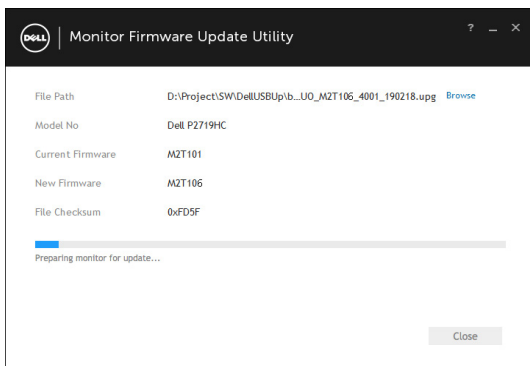 DELL Monitor Firmware Update Utility ? _ X
File Path D:\Project\SW\DellUSBUp\b...UO_M2T106_4001_190218.upg Browse
Model No Dell P2719HC
Current Firmware M2T101
New Firmware M2T106
File Checksum 0xFD5F
Preparing monitor for update...
Close